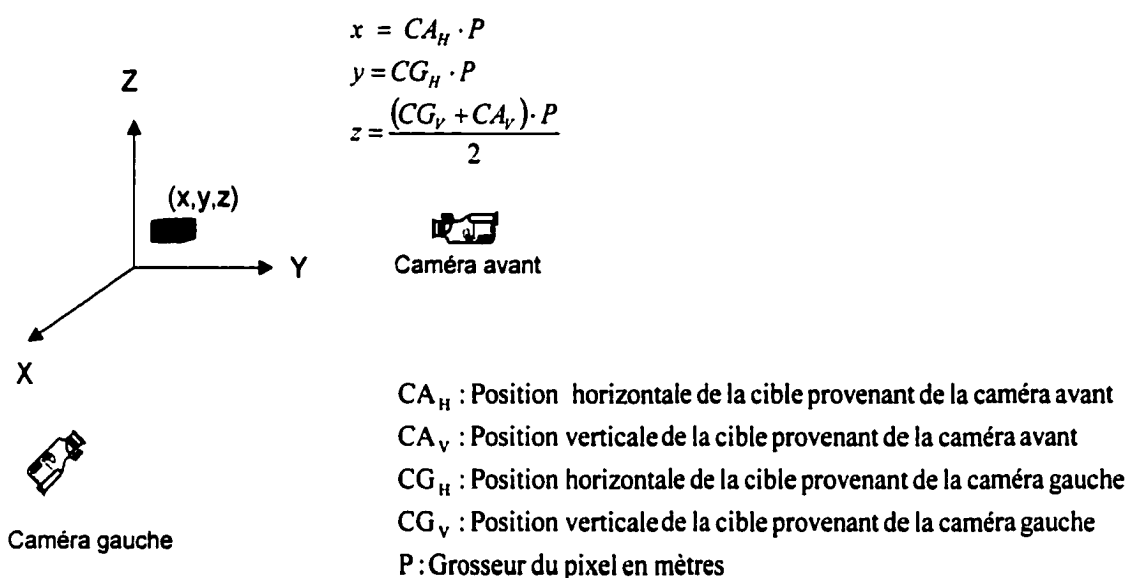 x = CA_H · P
y = CG_H · P
z = (CG_V + CA_V) · P / 2
Z
(x,y,z)
Y
X
Caméra avant
Caméra gauche
CA_H : Position horizontale de la cible provenant de la caméra avant
CA_V : Position verticale de la cible provenant de la caméra avant
CG_H : Position horizontale de la cible provenant de la caméra gauche
CG_V : Position verticale de la cible provenant de la caméra gauche
P : Grosseur du pixel en mètres